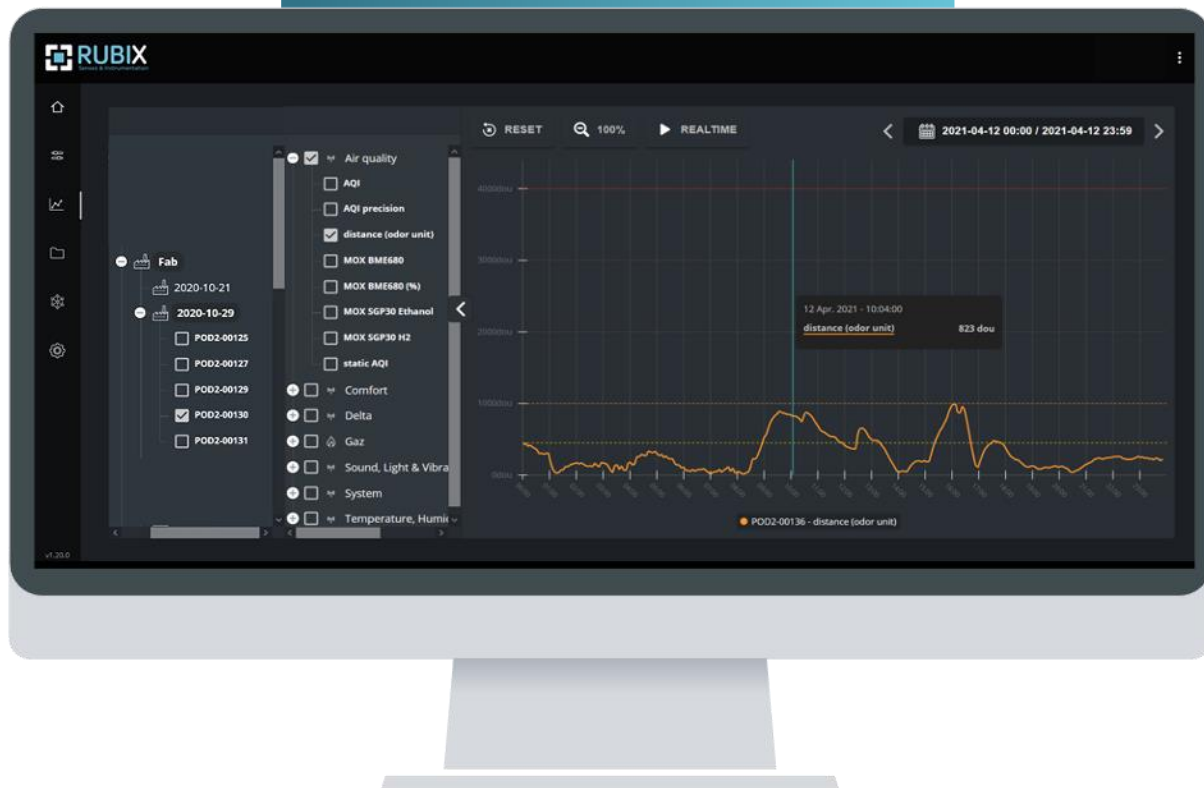 RUBIX
Senses & Instrumentation
RESET
100%
REALTIME
2021-04-12 00:00 / 2021-04-12 23:59
Fab
2020-10-21
2020-10-29
POD2-00125
POD2-00127
POD2-00129
POD2-00130
POD2-00131
Air quality
AQI
AQI precision
distance (odor unit)
MOX BME680
MOX BME680 (%)
MOX SGP30 Ethanol
MOX SGP30 H2
static AQI
Comfort
Delta
Gaz
Sound, Light & Vibra
System
Temperature, Humi
12 Apr. 2021 - 10:04:00
distance (odor unit) 823 dou
POD2-00136 - distance (odor unit)
v1.20.0